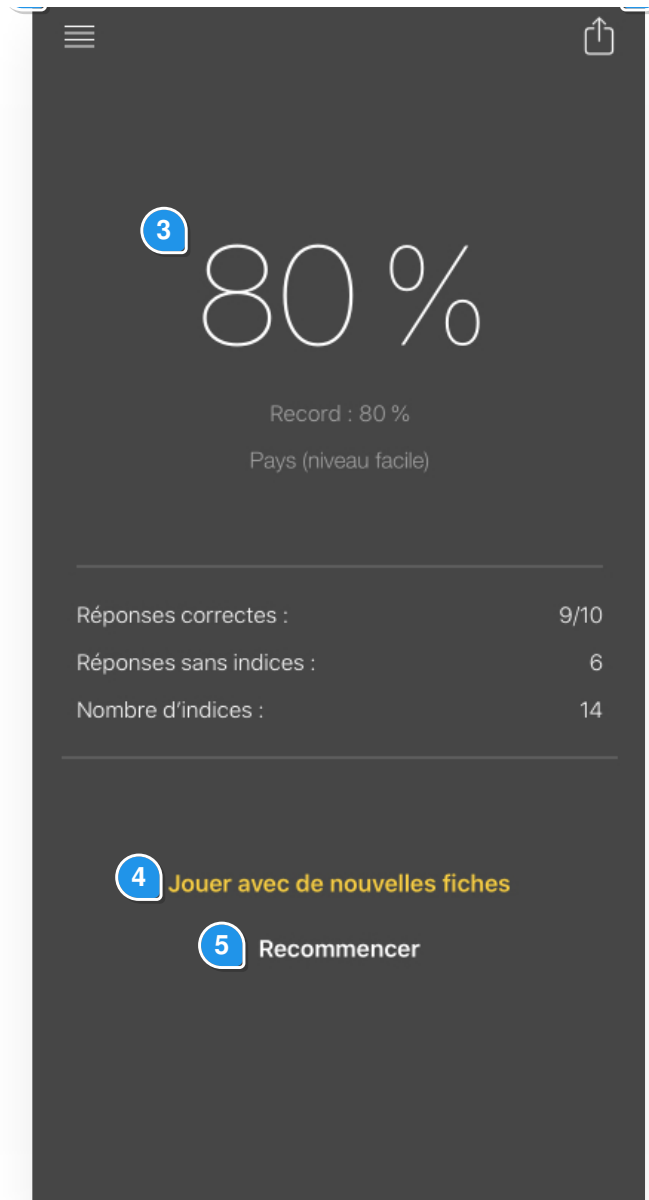 3
80 %
Record : 80 %
Pays (niveau facile)
Réponses correctes : 9/10
Réponses sans indices : 6
Nombre d’indices : 14
4 Jouer avec de nouvelles fiches
5 Recommencer